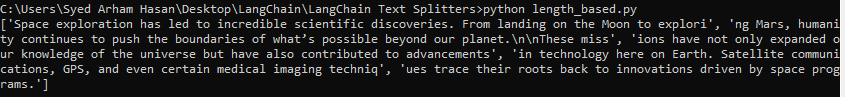 C:\Users\Syed Arham Hasan\Desktop\LangChain\LangChain Text Splitters>python length_based.py
['Space exploration has led to incredible scientific discoveries. From landing on the Moon to explori', 'ng Mars, humani
ty continues to push the boundaries of what’s possible beyond our planet.\n\nThese miss', 'ions have not only expanded o
ur knowledge of the universe but have also contributed to advancements', 'in technology here on Earth. Satellite communi
cations, GPS, and even certain medical imaging techniq', 'ues trace their roots back to innovations driven by space prog
rams.']